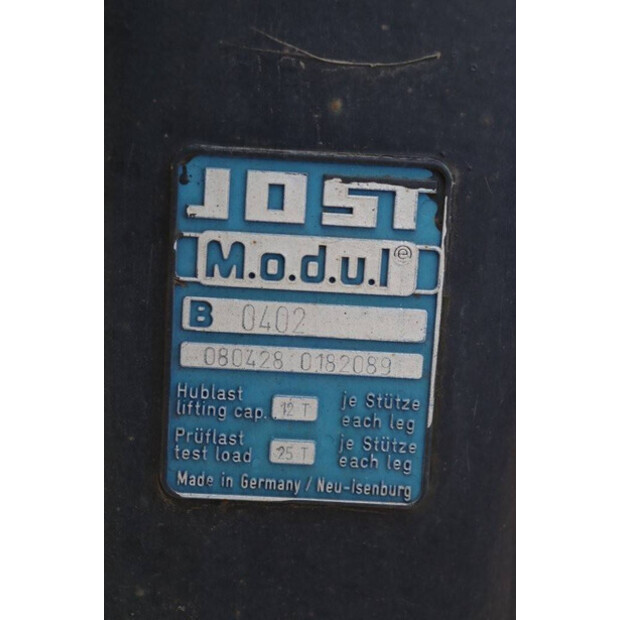 JOST
M.o.d.u.l e
B 0402
080428 0182089
Hublast 12 T je Stütze
lifting cap. each leg
Prüflast 25 T je Stütze
test load each leg
Made in Germany / Neu-isenburg